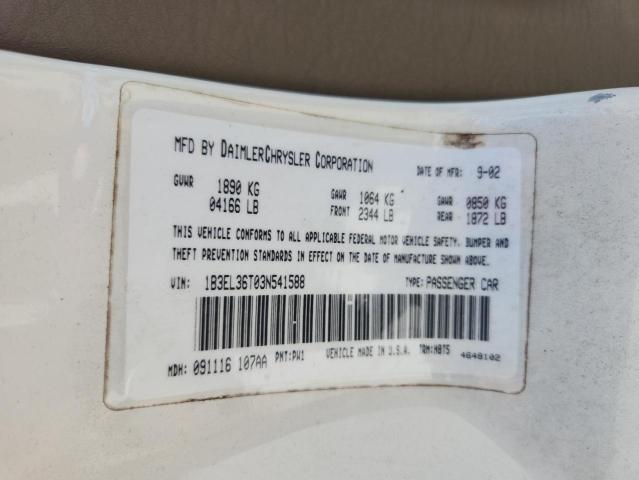 MFD BY DAIMLERCHRYSLER CORPORATION DATE OF MFR: 9-02
GVWR 1890 KG GAWR 1064 KG GAWR 0850 KG
04166 LB FRONT 2344 LB REAR 1872 LB
THIS VEHICLE CONFORMS TO ALL APPLICABLE FEDERAL MOTOR VEHICLE SAFETY, BUMPER AND
THEFT PREVENTION STANDARDS IN EFFECT ON THE DATE OF MANUFACTURE SHOWN ABOVE.
VIN: 1B3EL36T03N541588 TYPE: PASSENGER CAR
MDH: 091116 107AA PNT:PW1 VEHICLE MADE IN U.S.A. TRM:NBT5 4648102